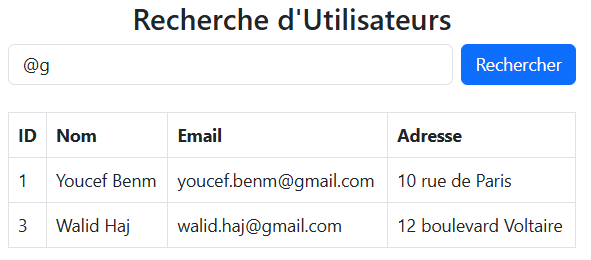 Recherche d'Utilisateurs
@g Rechercher
ID Nom Email Adresse
1 Youcef Benm youcef.benm@gmail.com 10 rue de Paris
3 Walid Haj walid.haj@gmail.com 12 boulevard Voltaire